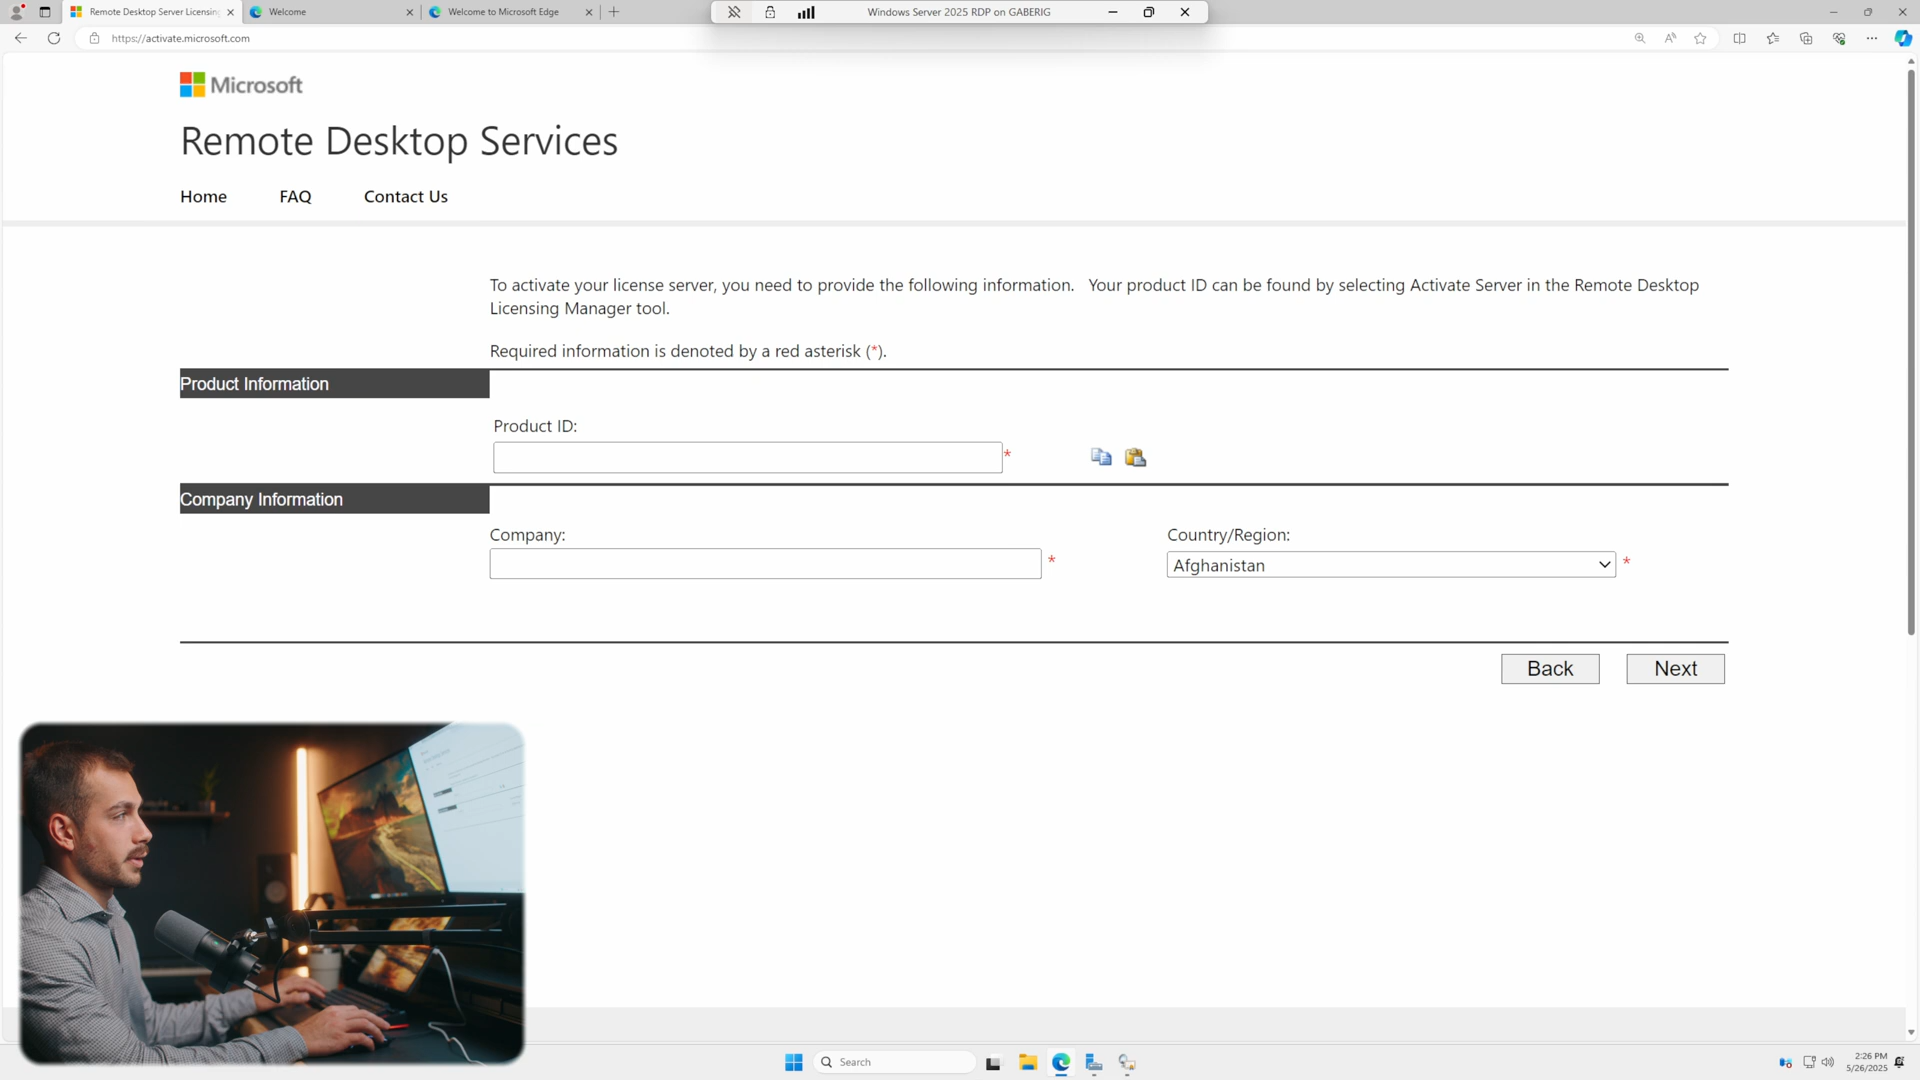 Remote Desktop Server Licensing
Welcome
Welcome to Microsoft Edge
Windows Server 2025 RDP on GABERIG
https://activate.microsoft.com
Microsoft
Remote Desktop Services
Home
FAQ
Contact Us
To activate your license server, you need to provide the following information. Your product ID can be found by selecting Activate Server in the Remote Desktop
Licensing Manager tool.
Required information is denoted by a red asterisk (*).
Product Information
Product ID:
*
Company Information
Company:
Country/Region:
*
Afghanistan
*
Back
Next
Search
2:26 PM
5/26/2025